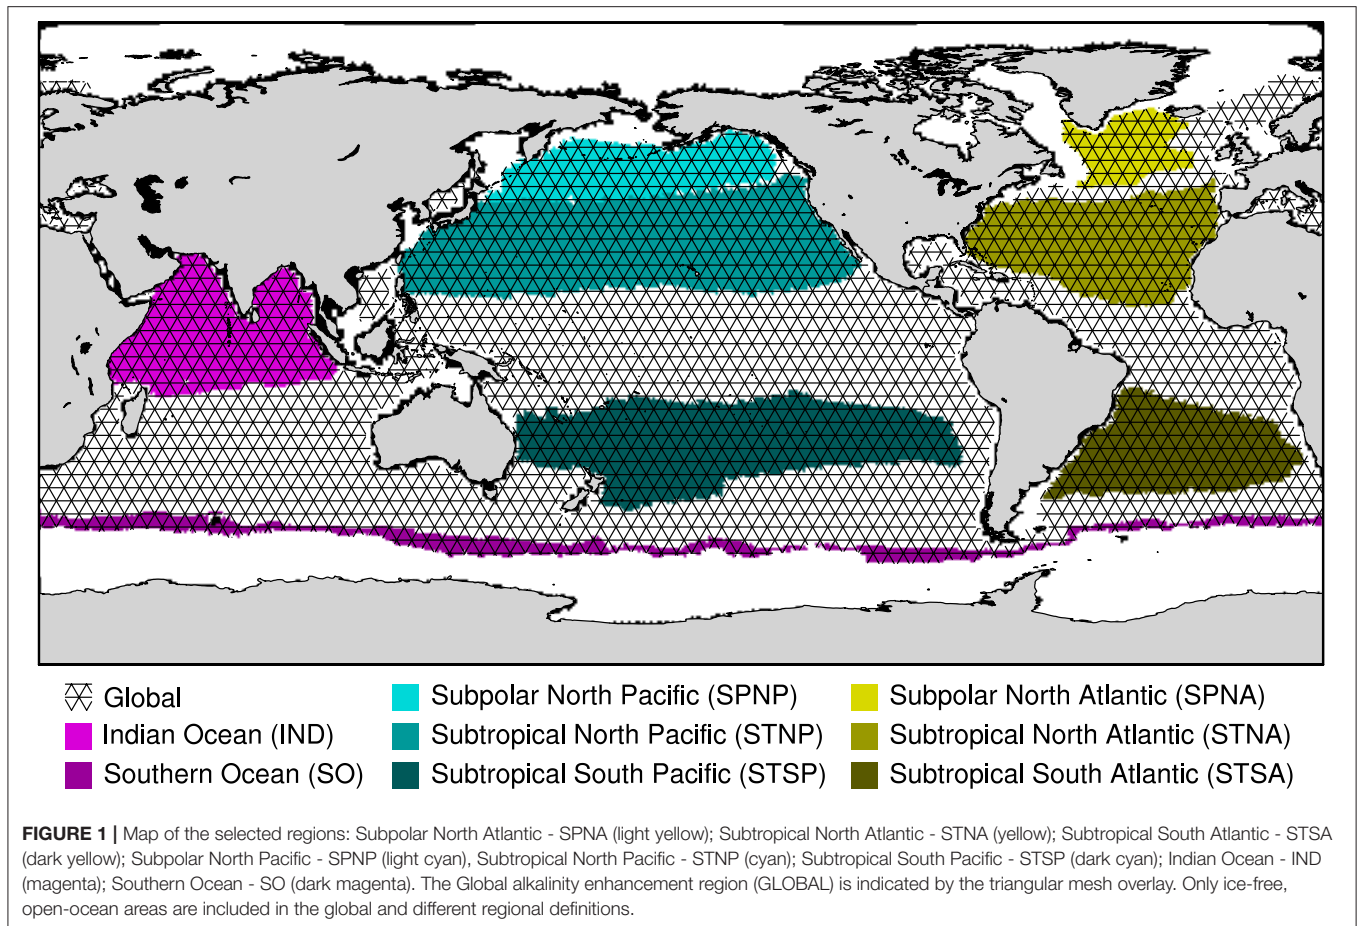 Global
Subpolar North Pacific (SPNP)
Subpolar North Atlantic (SPNA)
Indian Ocean (IND)
Subtropical North Pacific (STNP)
Subtropical North Atlantic (STNA)
Southern Ocean (SO)
Subtropical South Pacific (STSP)
Subtropical South Atlantic (STSA)
FIGURE 1 | Map of the selected regions: Subpolar North Atlantic - SPNA (light yellow); Subtropical North Atlantic - STNA (yellow); Subtropical South Atlantic - STSA
(dark yellow); Subpolar North Pacific - SPNP (light cyan), Subtropical North Pacific - STNP (cyan); Subtropical South Pacific - STSP (dark cyan); Indian Ocean - IND
(magenta); Southern Ocean - SO (dark magenta). The Global alkalinity enhancement region (GLOBAL) is indicated by the triangular mesh overlay. Only ice-free,
open-ocean areas are included in the global and different regional definitions.